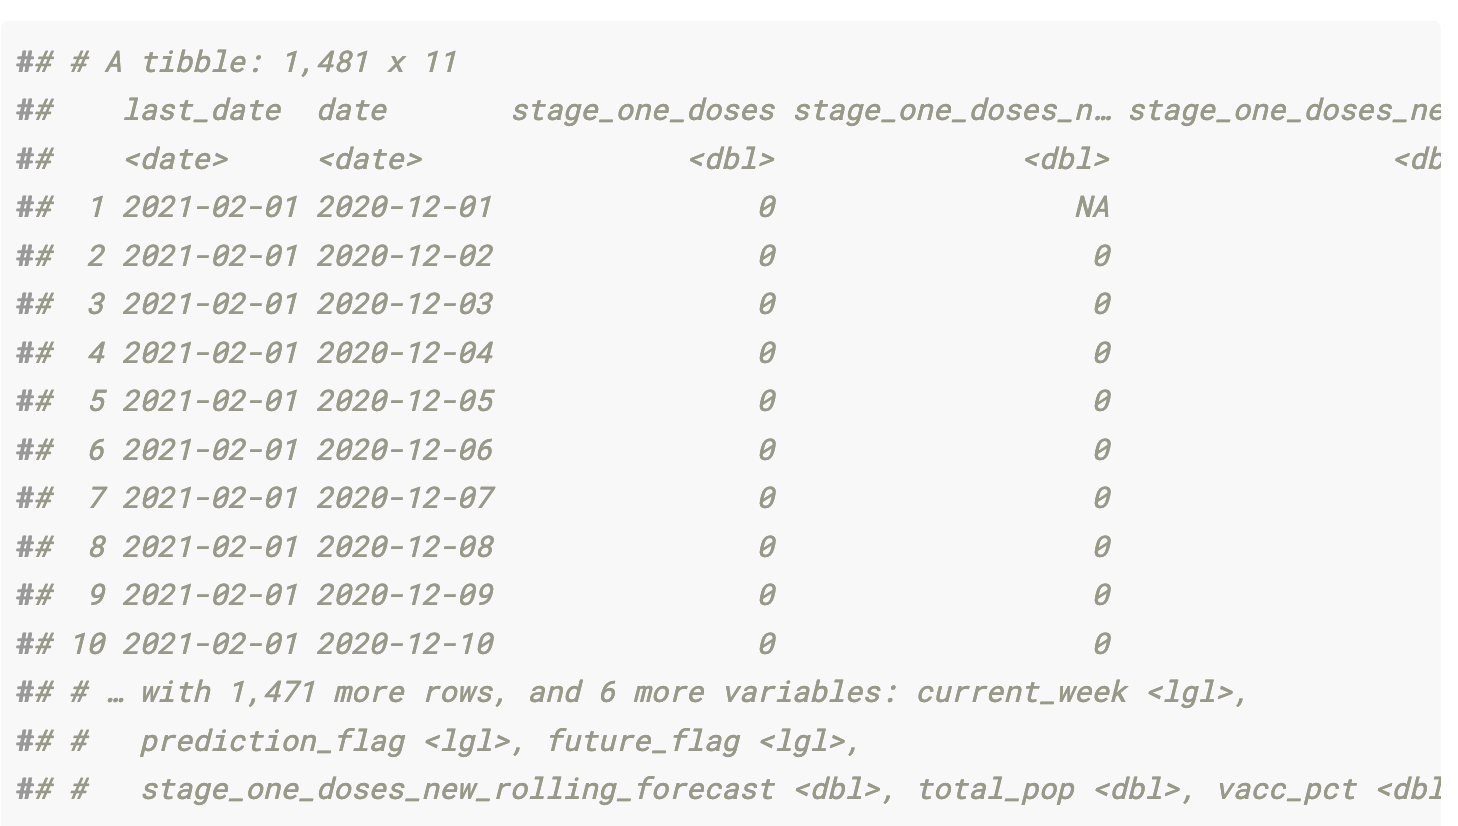 ## # A tibble: 1,481 x 11
##    last_date  date       stage_one_doses stage_one_doses_n… stage_one_doses_ne
##    <date>     <date>               <dbl>              <dbl>               <db
##  1 2021-02-01 2020-12-01               0                 NA
##  2 2021-02-01 2020-12-02               0                  0
##  3 2021-02-01 2020-12-03               0                  0
##  4 2021-02-01 2020-12-04               0                  0
##  5 2021-02-01 2020-12-05               0                  0
##  6 2021-02-01 2020-12-06               0                  0
##  7 2021-02-01 2020-12-07               0                  0
##  8 2021-02-01 2020-12-08               0                  0
##  9 2021-02-01 2020-12-09               0                  0
## 10 2021-02-01 2020-12-10               0                  0
## # … with 1,471 more rows, and 6 more variables: current_week <lgl>,
## #   prediction_flag <lgl>, future_flag <lgl>,
## #   stage_one_doses_new_rolling_forecast <dbl>, total_pop <dbl>, vacc_pct <dbl